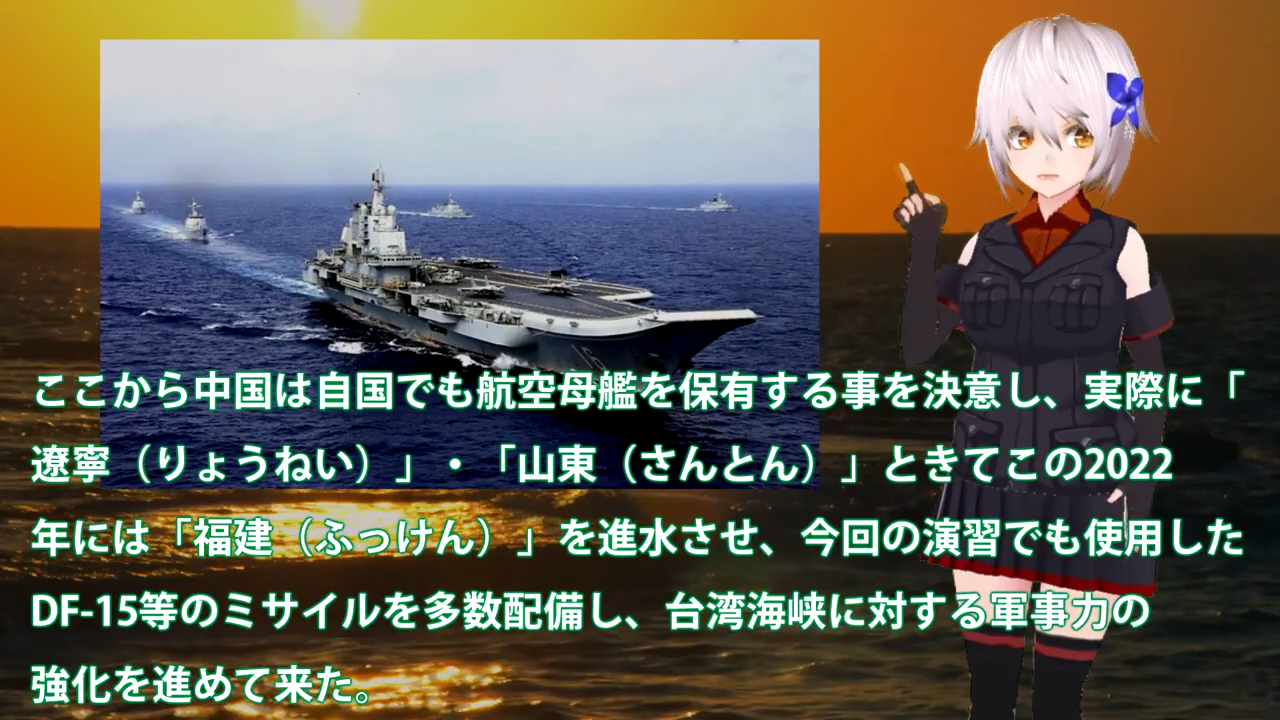 ここから中国は自国でも航空母艦を保有する事を決意し、実際に「
遼寧（りょうねい）」・「山東（さんとん）」ときてこの2022
年には「福建（ふっけん）」を進水させ、今回の演習でも使用した
DF-15等のミサイルを多数配備し、台湾海峡に対する軍事力の
強化を進めて来た。
16